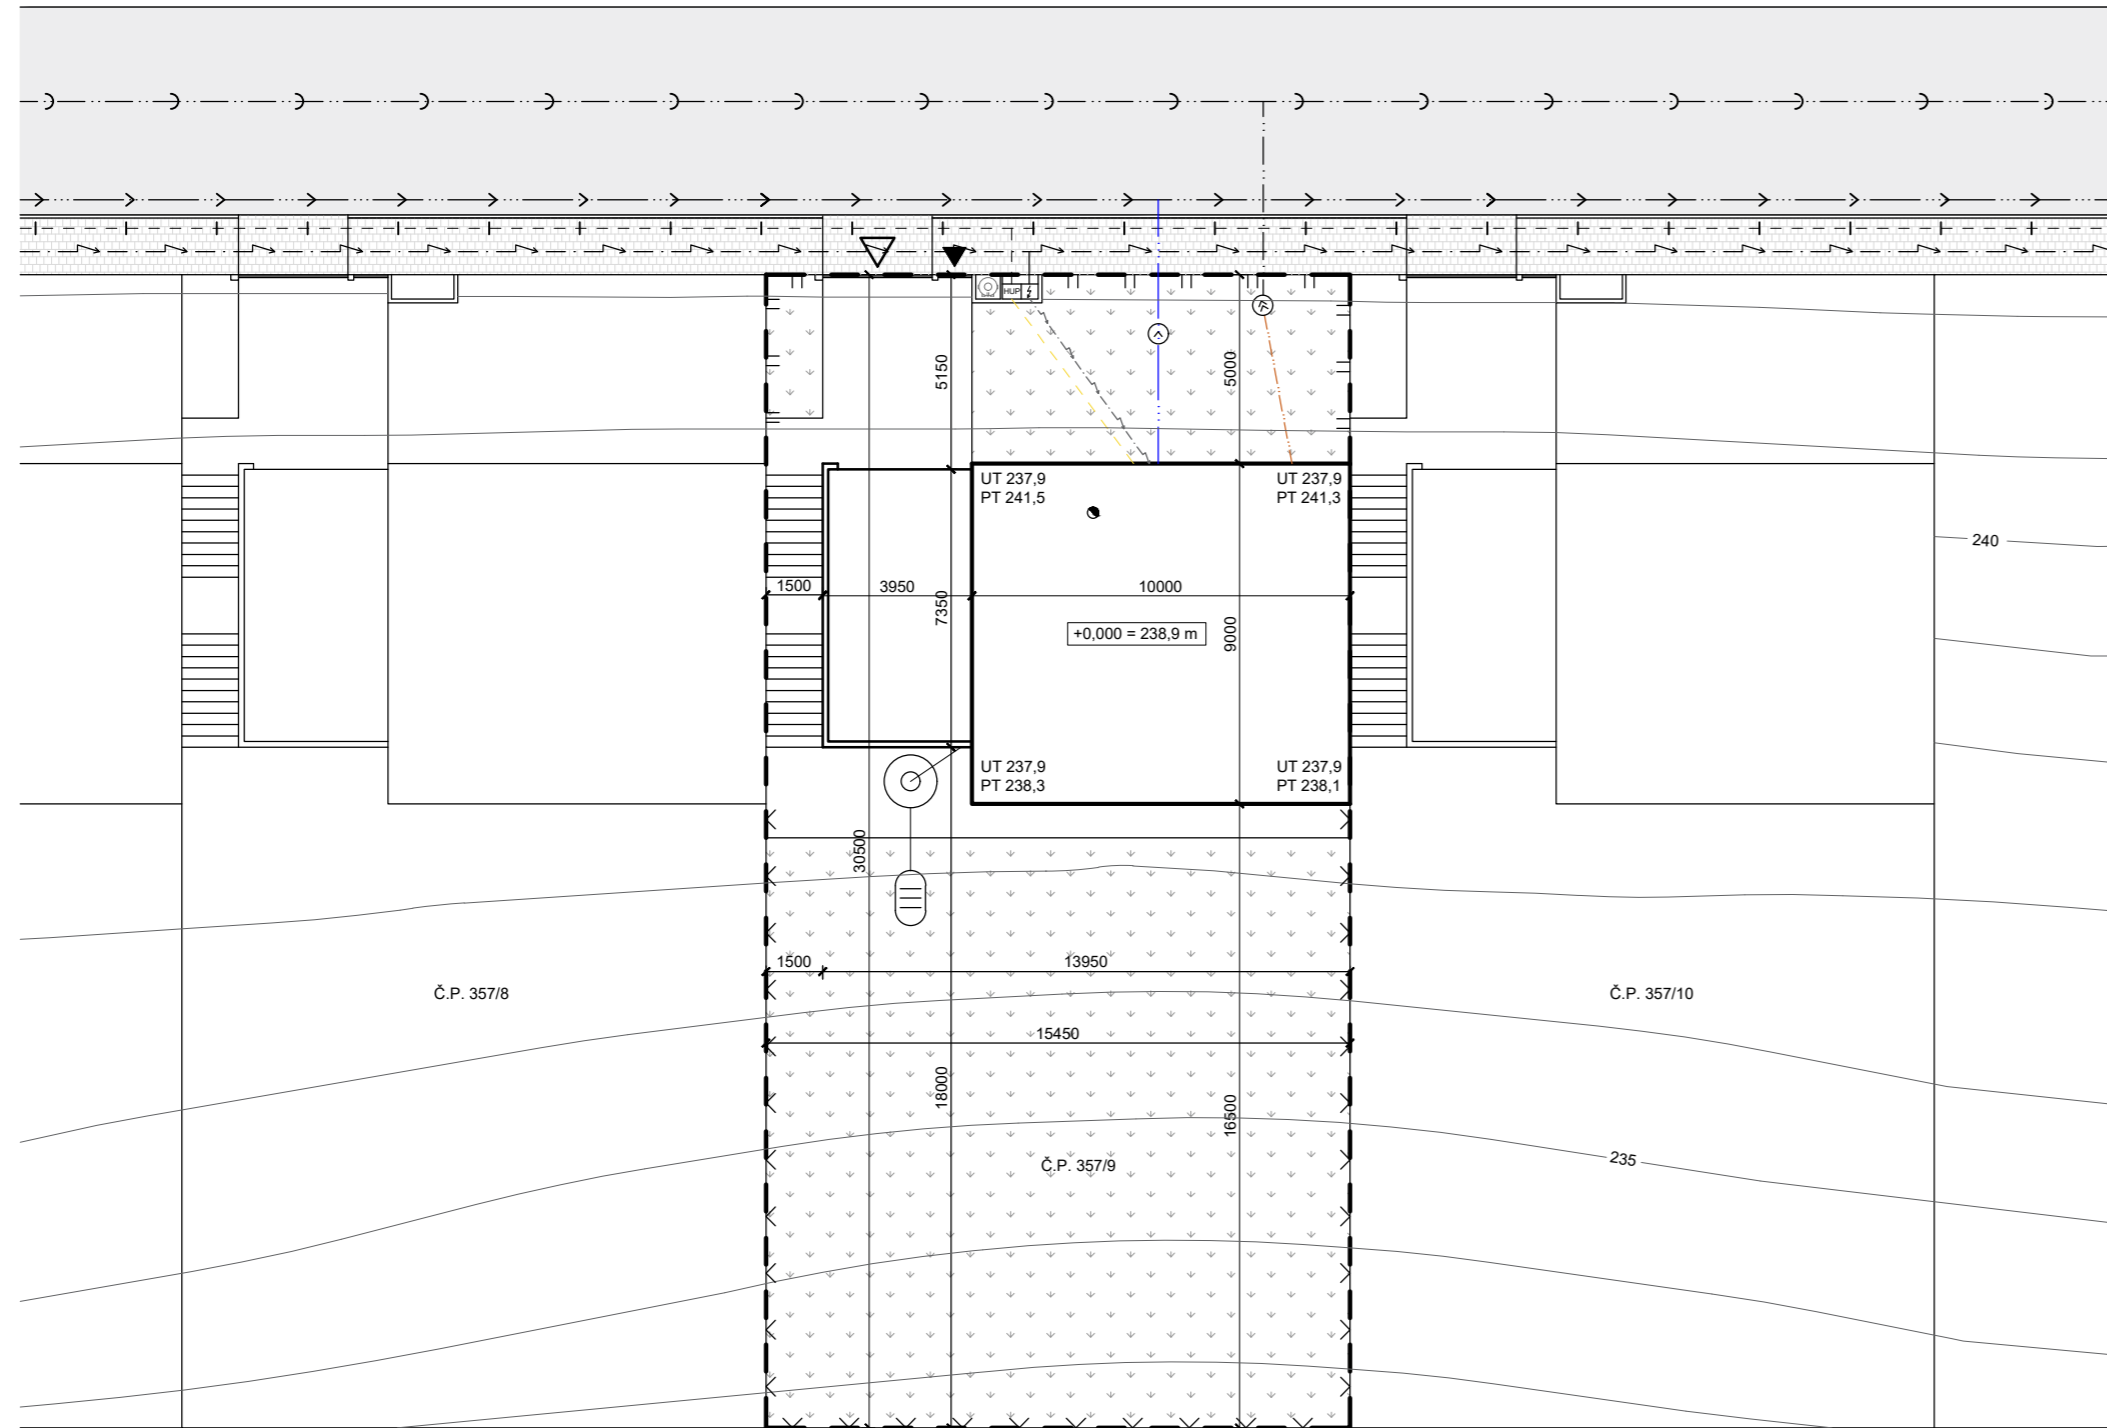 HUP
5150
5000
UT 237,9
PT 241,5
UT 237,9
PT 241,3
240
1500
3950
10000
7350
+0,000 = 238,9 m
9000
UT 237,9
PT 238,3
UT 237,9
PT 238,1
30500
1500
13950
Č.P. 357/8
Č.P. 357/10
15450
18000
16500
Č.P. 357/9
235